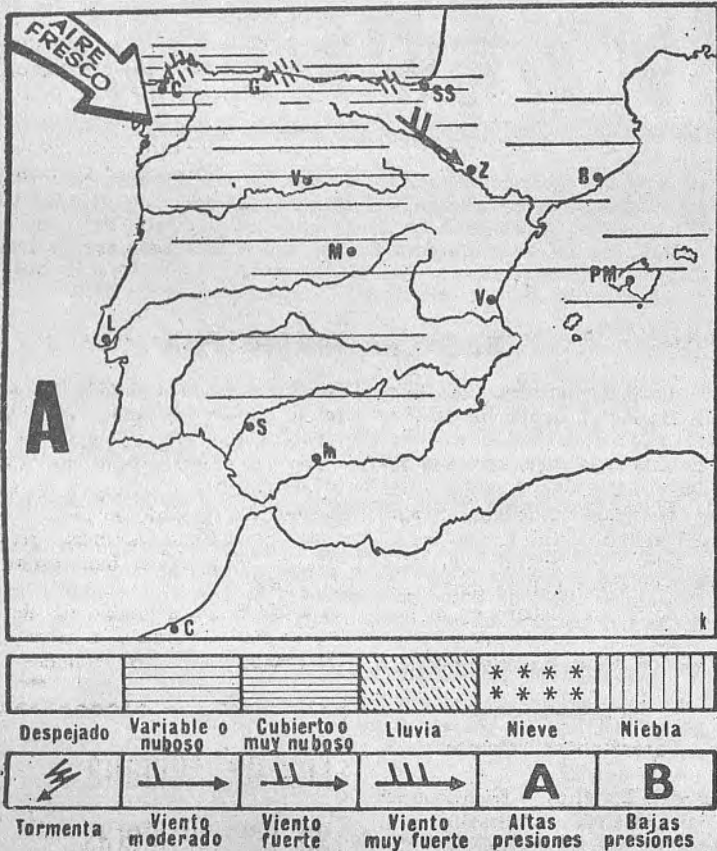 AIRE
FRESCO
C
G
SS
Z
B
V
M
PM
V
L
A
S
m
C
k
Despejado
Variable o
nuboso
Cubierto o
muy nuboso
Lluvia
Nieve
Niebla
A
B
Tormenta
Viento
moderado
Viento
fuerte
Viento
muy fuerte
Altas
presiones
Bajas
presiones